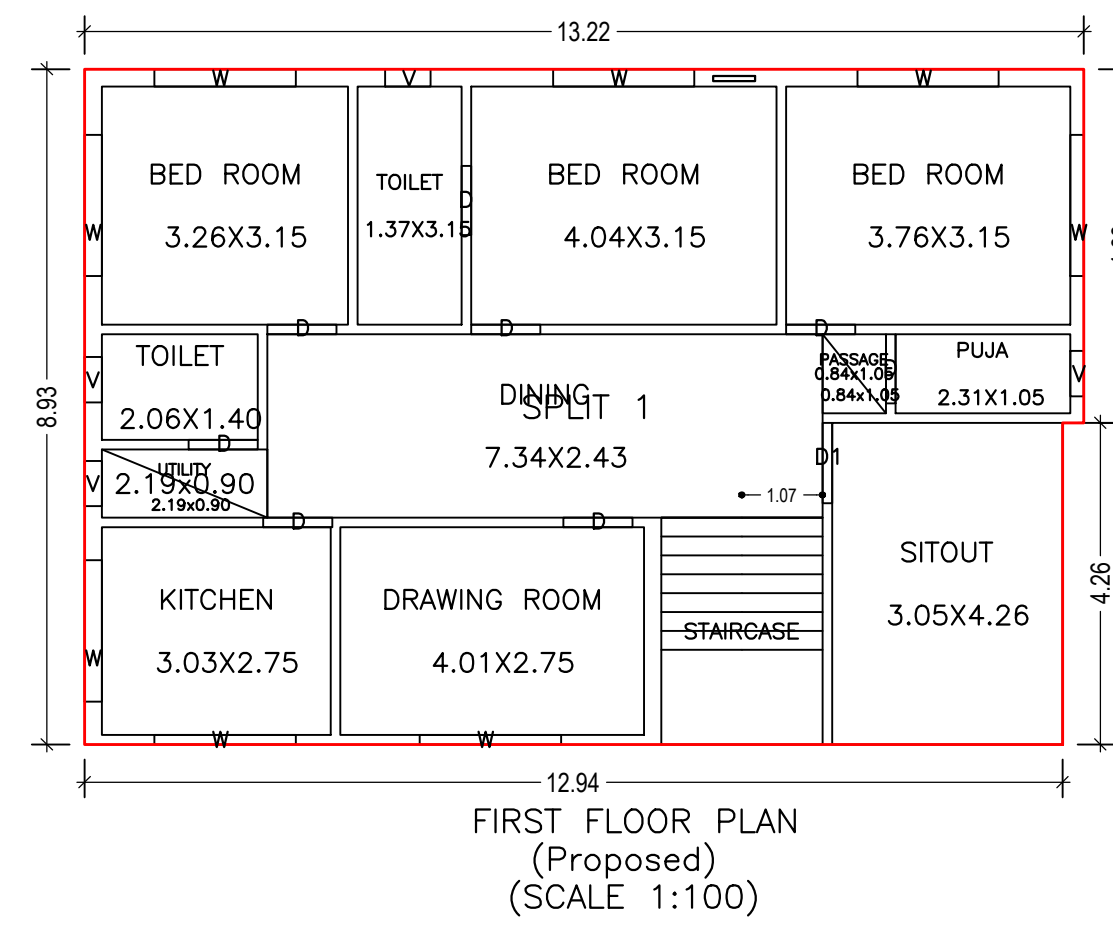 13.22
W
V
W
W
BED ROOM
3.26X3.15
TOILET
1.37X3.15
D
BED ROOM
4.04X3.15
BED ROOM
3.76X3.15
W
W
D
D
D
TOILET
2.06X1.40
V
D
DINING
SPLIT 1
7.34X2.43
PASSAGE
0.84x1.05
0.84x1.05
D
PUJA
2.31X1.05
V
8.93
UTILITY
2.19x0.90
2.19x0.90
V
D1
1.07
D
D
KITCHEN
3.03X2.75
W
DRAWING ROOM
4.01X2.75
STAIRCASE
SITOUT
3.05X4.26
4.26
W
W
12.94
FIRST FLOOR PLAN
(Proposed)
(SCALE 1:100)